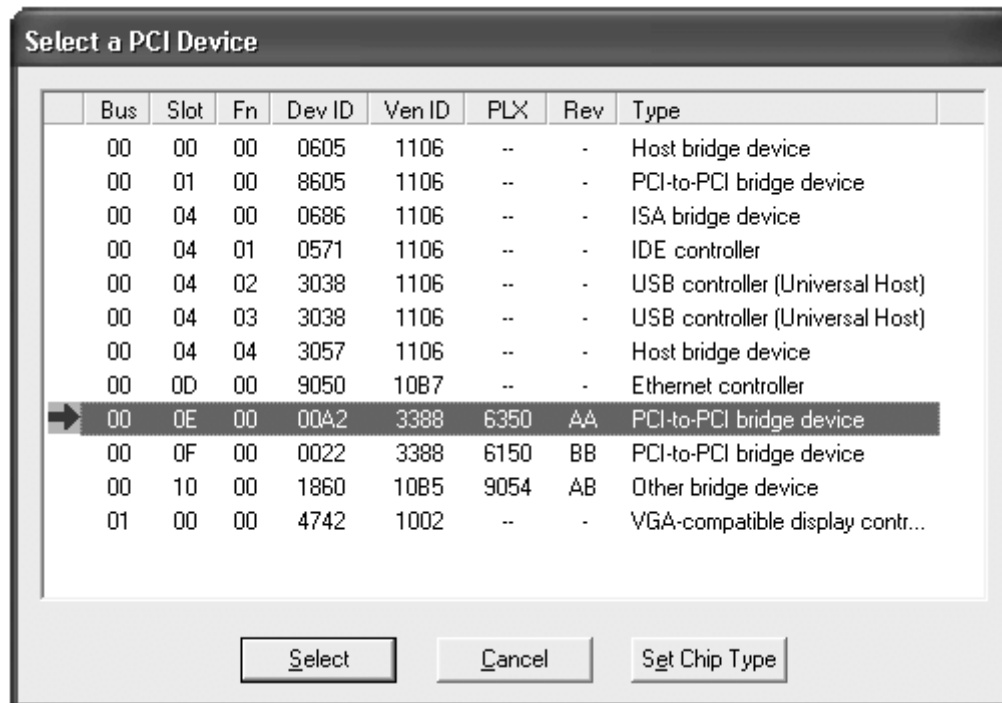 Select a PCI Device
Bus Slot Fn Dev ID Ven ID PLX Rev Type
00 00 00 0605 1106 -- - Host bridge device
00 01 00 8605 1106 -- - PCI-to-PCI bridge device
00 04 00 0686 1106 -- - ISA bridge device
00 04 01 0571 1106 -- - IDE controller
00 04 02 3038 1106 -- - USB controller (Universal Host)
00 04 03 3038 1106 -- - USB controller (Universal Host)
00 04 04 3057 1106 -- - Host bridge device
00 0D 00 9050 10B7 -- - Ethernet controller
00 0E 00 00A2 3388 6350 AA PCI-to-PCI bridge device
00 0F 00 0022 3388 6150 BB PCI-to-PCI bridge device
00 10 00 1860 10B5 9054 AB Other bridge device
01 00 00 4742 1002 -- - VGA-compatible display contr...
Select Cancel Set Chip Type